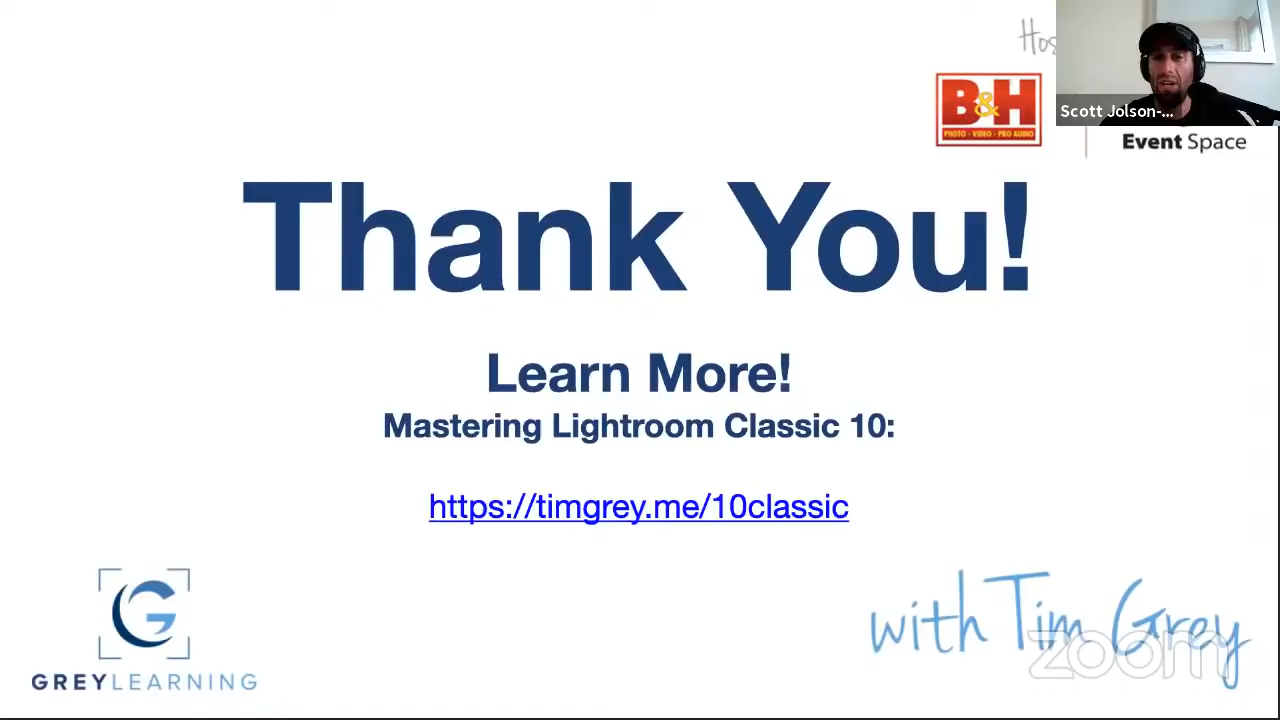 Hos
B&H
PHOTO - VIDEO - PRO AUDIO
Scott Jolson-...
Event Space
Thank You!
Learn More!
Mastering Lightroom Classic 10:
https://timgrey.me/10classic
G
GREYLEARNING
with Tim Grey
zoom